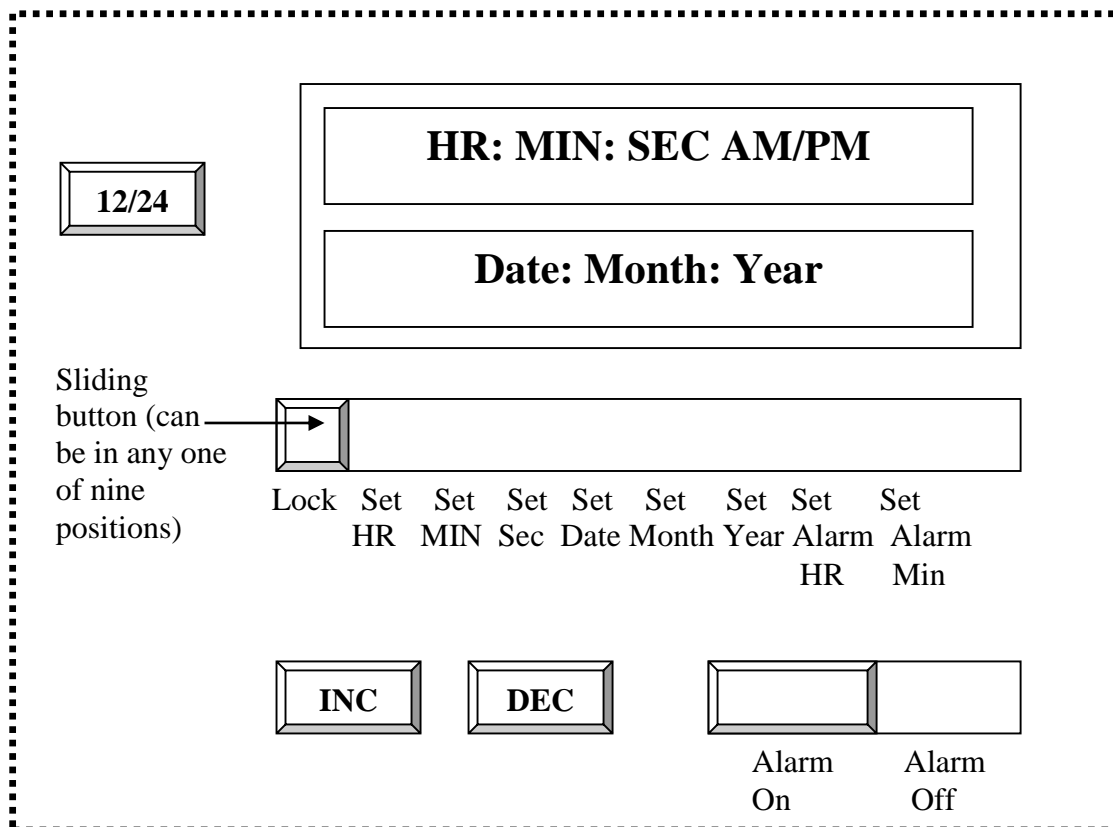 HR: MIN: SEC AM/PM
12/24
Date: Month: Year
Sliding
button (can
be in any one
of nine
positions)
Lock Set Set Set Set Set Set Set Set
HR MIN Sec Date Month Year Alarm Alarm
HR Min
INC DEC
Alarm Alarm
On Off